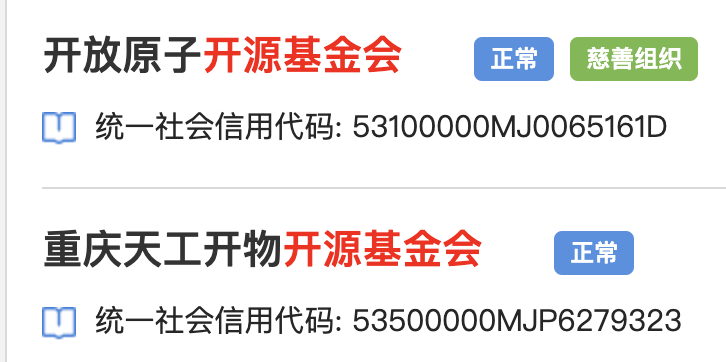 开放原子开源基金会 正常 慈善组织
统一社会信用代码: 53100000MJ0065161D
重庆天工开物开源基金会 正常
统一社会信用代码: 53500000MJP6279323